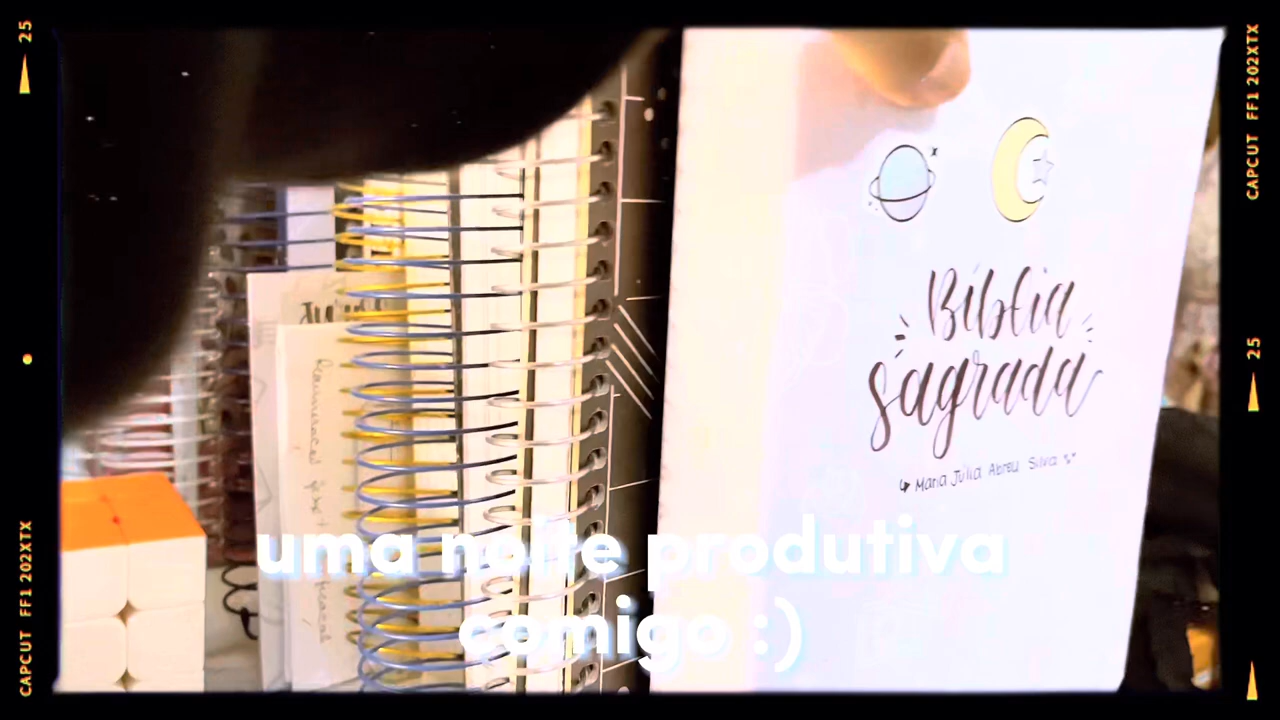 25
CAPCUT FF1 202XTX
Bíblia
sagrada
Maria Julia Abreu Silva
uma noite produtiva
comigo :)
CAPCUT FF1 202XTX
25